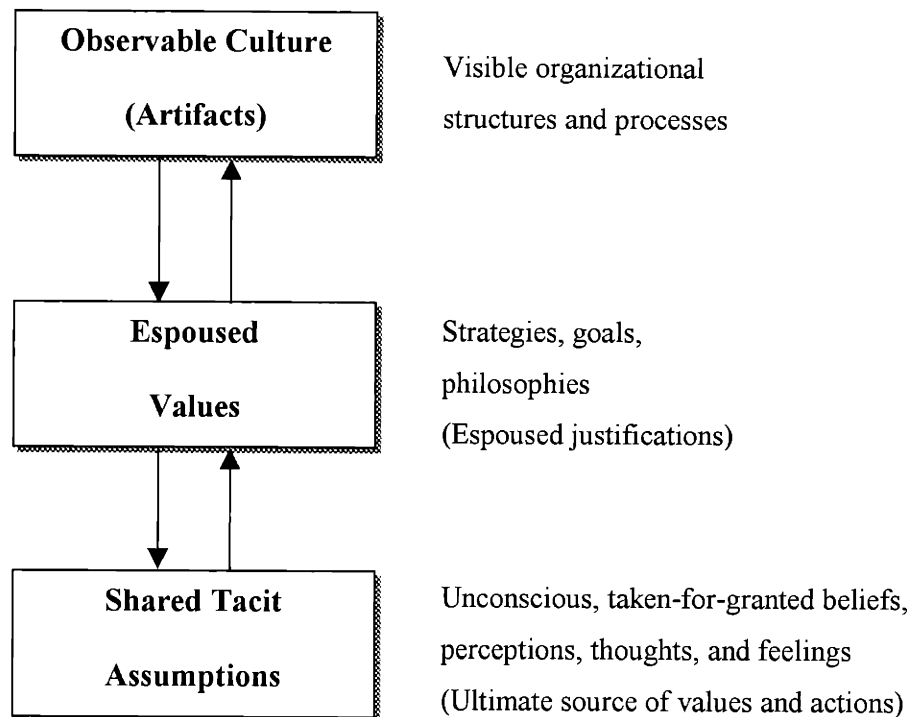 Observable Culture
(Artifacts)
Visible organizational
structures and processes
Espoused
Values
Strategies, goals,
philosophies
(Espoused justifications)
Shared Tacit
Assumptions
Unconscious, taken-for-granted beliefs,
perceptions, thoughts, and feelings
(Ultimate source of values and actions)